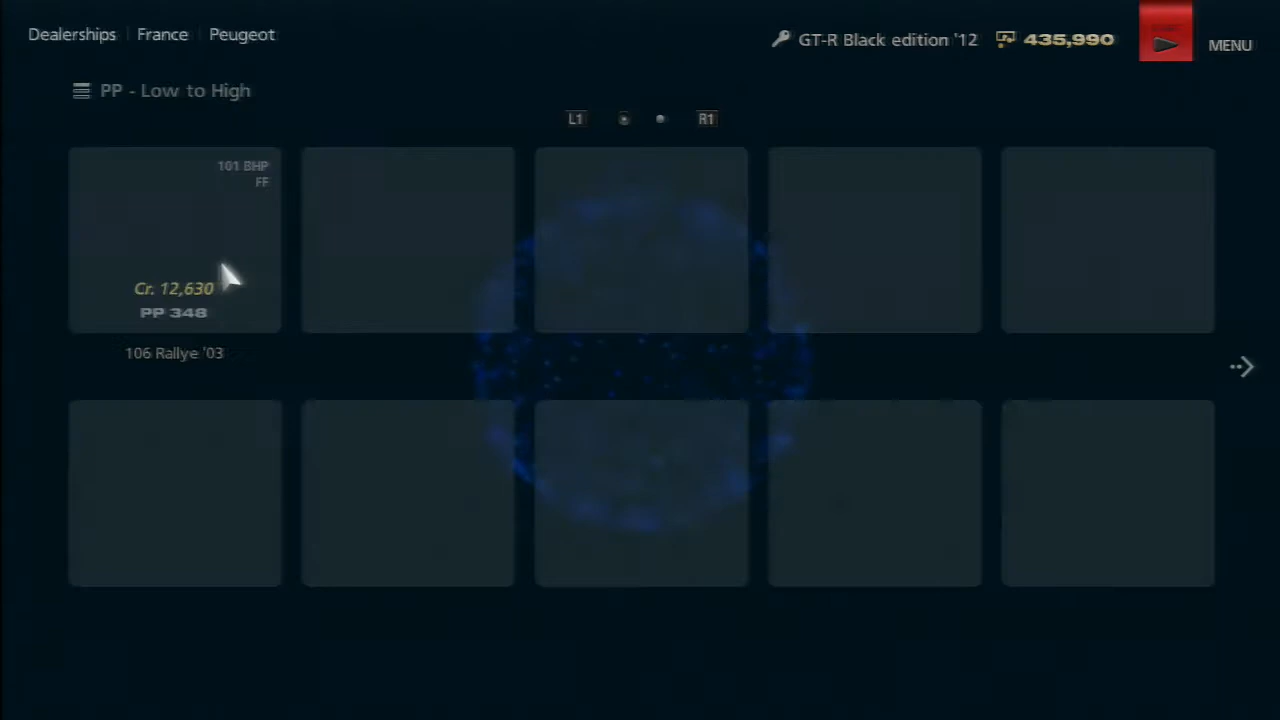 Dealerships France Peugeot
GT-R Black edition '12
435,990
MENU
PP - Low to High
L1 R1
101 BHP
FF
Cr. 12,630
PP 348
106 Rallye '03